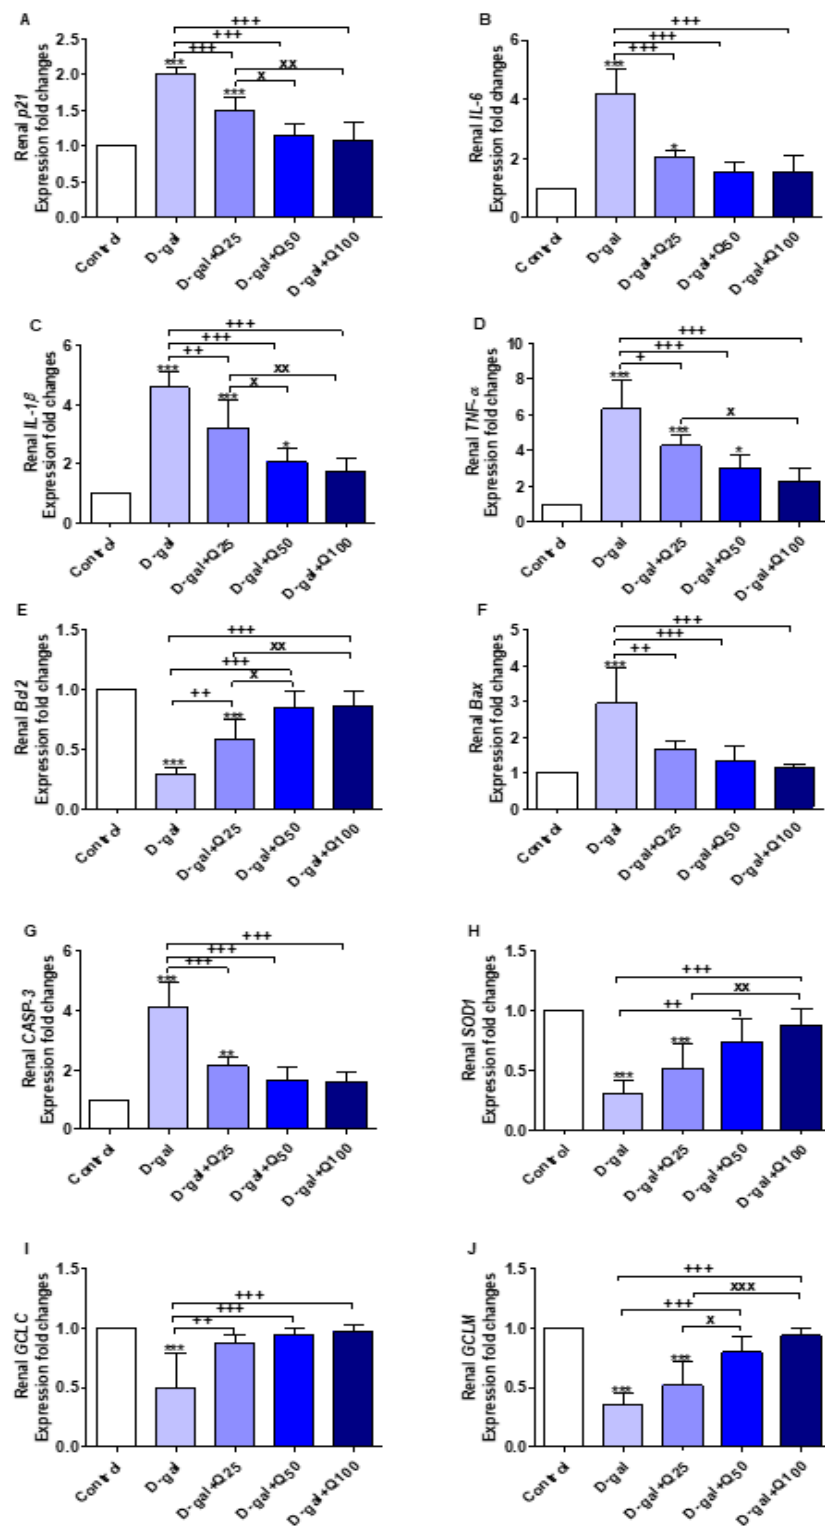 A
Renal p21
Expression fold changes
2.5
2.0
1.5
1.0
0.5
0.0
+++
+++
+++
xx
x
***
***
Control
D-gal
D-gal+Q25
D-gal+Q50
D-gal+Q100
B
Renal IL-6
Expression fold changes
6
4
2
0
+++
+++
+++
***
*
Control
D-gal
D-gal+Q25
D-gal+Q50
D-gal+Q100
C
Renal IL-1β
Expression fold changes
6
4
2
0
+++
+++
++
xx
x
***
***
*
Control
D-gal
D-gal+Q25
D-gal+Q50
D-gal+Q100
D
Renal TNF-α
Expression fold changes
10
8
6
4
2
0
+++
+++
+
x
***
***
*
Control
D-gal
D-gal+Q25
D-gal+Q50
D-gal+Q100
E
Renal Bcl2
Expression fold changes
1.5
1.0
0.5
0.0
+++
xx
+++
x
++
***
***
Control
D-gal
D-gal+Q25
D-gal+Q50
D-gal+Q100
F
Renal Bax
Expression fold changes
5
4
3
2
1
0
+++
+++
++
***
Control
D-gal
D-gal+Q25
D-gal+Q50
D-gal+Q100
G
Renal CASP-3
Expression fold changes
6
4
2
0
+++
+++
+++
***
**
Control
D-gal
D-gal+Q25
D-gal+Q50
D-gal+Q100
H
Renal SOD1
Expression fold changes
1.5
1.0
0.5
0.0
+++
xx
++
***
***
Control
D-gal
D-gal+Q25
D-gal+Q50
D-gal+Q100
I
Renal GCLC
Expression fold changes
1.5
1.0
0.5
0.0
+++
+++
++
***
Control
D-gal
D-gal+Q25
D-gal+Q50
D-gal+Q100
J
Renal GCLM
Expression fold changes
1.5
1.0
0.5
0.0
+++
xxx
+++
x
***
***
Control
D-gal
D-gal+Q25
D-gal+Q50
D-gal+Q100